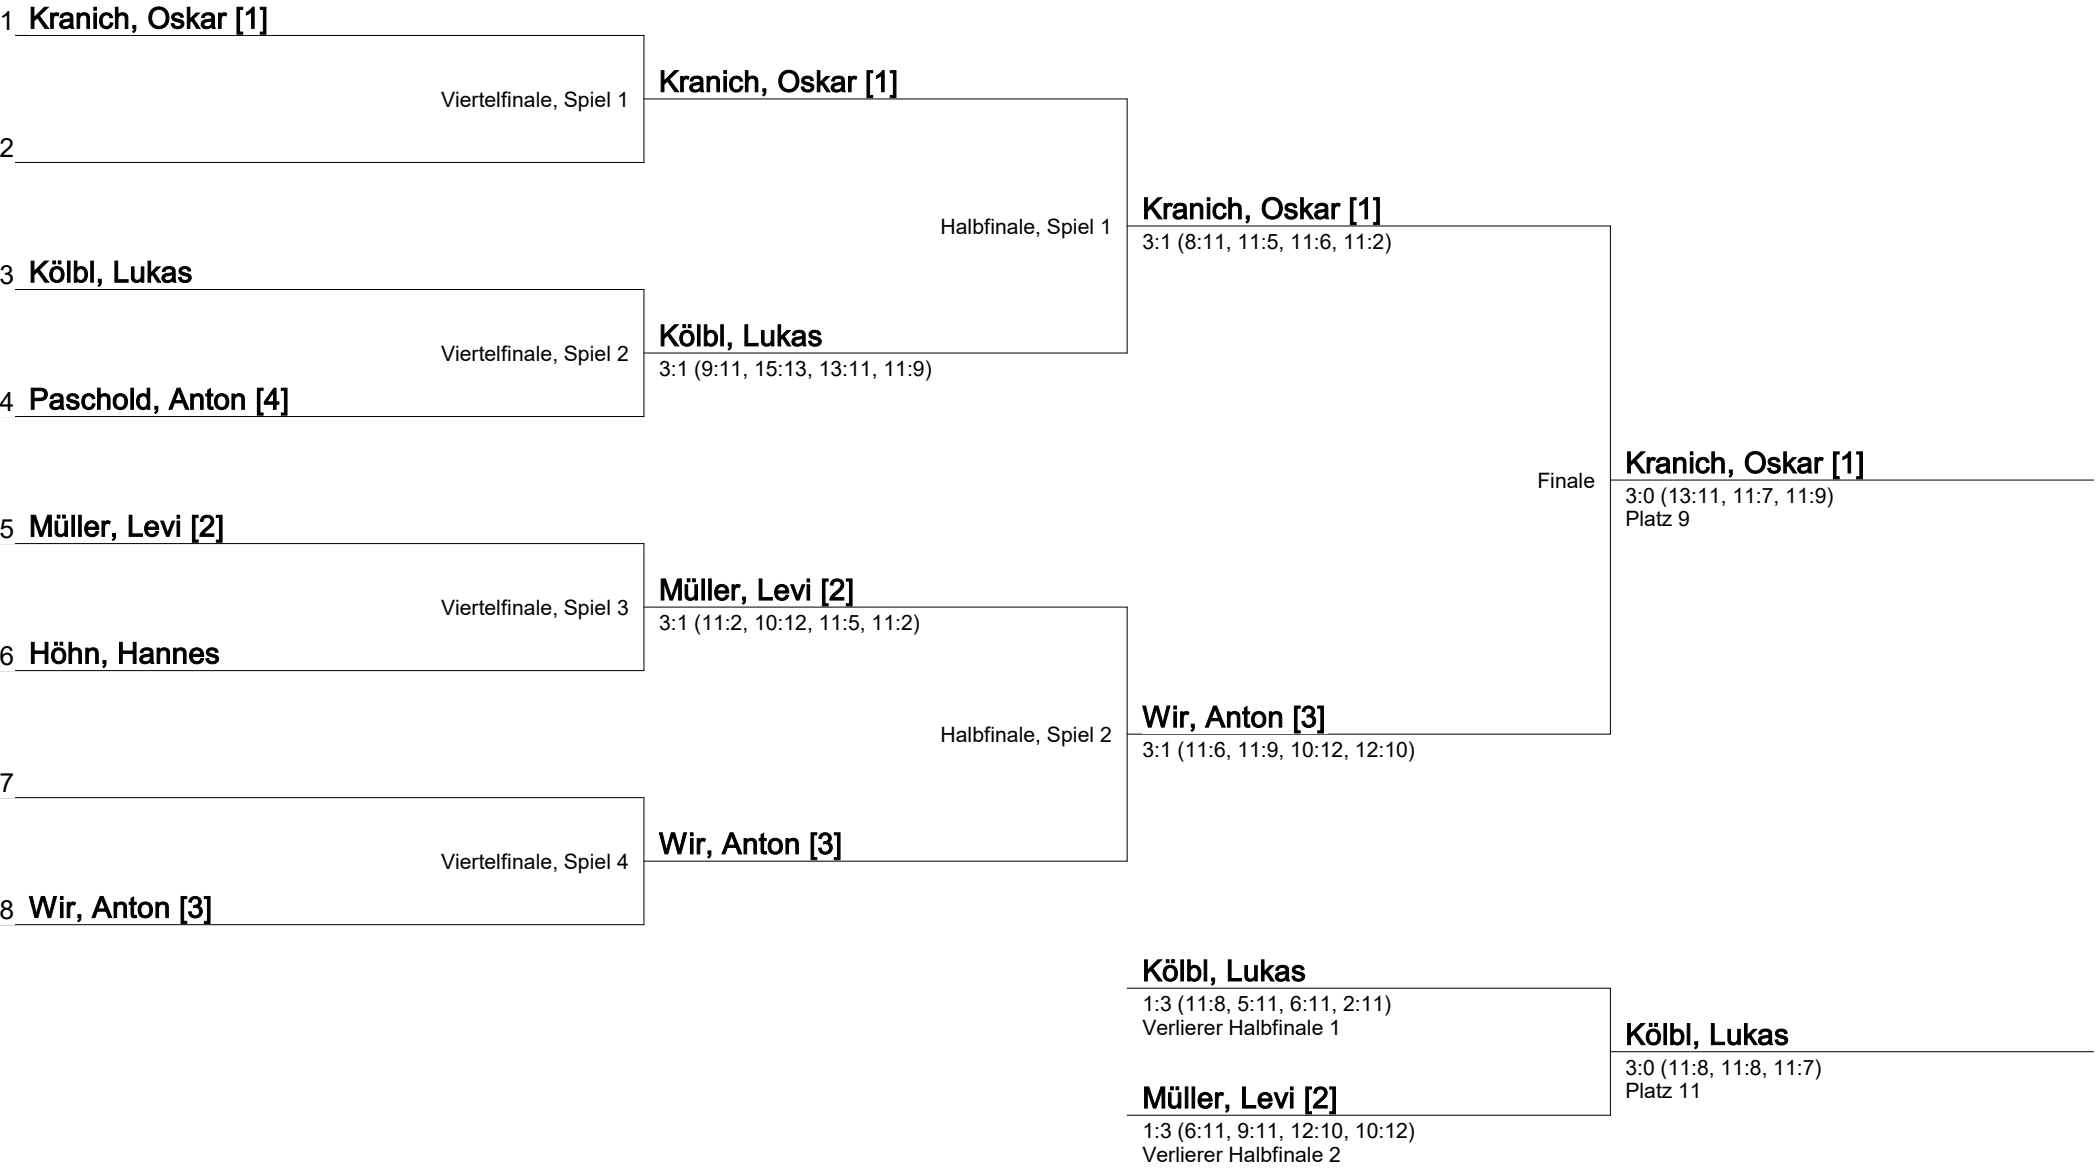 1 Kranich, Oskar [1]
Viertelfinale, Spiel 1
Kranich, Oskar [1]
2
Halbfinale, Spiel 1
Kranich, Oskar [1]
3:1 (8:11, 11:5, 11:6, 11:2)
3 Kölbl, Lukas
Viertelfinale, Spiel 2
Kölbl, Lukas
3:1 (9:11, 15:13, 13:11, 11:9)
4 Paschold, Anton [4]
Finale
Kranich, Oskar [1]
3:0 (13:11, 11:7, 11:9)
Platz 9
5 Müller, Levi [2]
Viertelfinale, Spiel 3
Müller, Levi [2]
3:1 (11:2, 10:12, 11:5, 11:2)
6 Höhn, Hannes
Halbfinale, Spiel 2
Wir, Anton [3]
3:1 (11:6, 11:9, 10:12, 12:10)
7
Viertelfinale, Spiel 4
Wir, Anton [3]
8 Wir, Anton [3]
Kölbl, Lukas
1:3 (11:8, 5:11, 6:11, 2:11)
Verlierer Halbfinale 1
Kölbl, Lukas
3:0 (11:8, 11:8, 11:7)
Platz 11
Müller, Levi [2]
1:3 (6:11, 9:11, 12:10, 10:12)
Verlierer Halbfinale 2